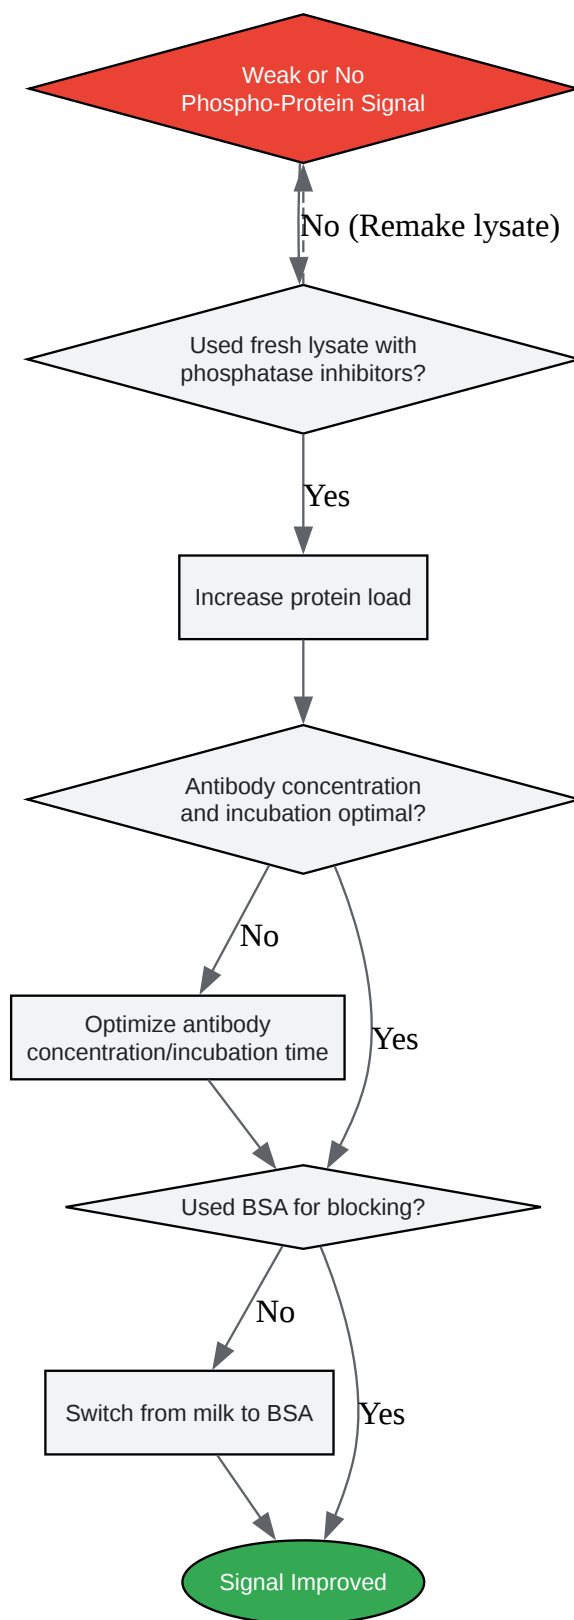 Weak or No
Phospho-Protein Signal
No (Remake lysate)
Used fresh lysate with
phosphatase inhibitors?
Yes
Increase protein load
Antibody concentration
and incubation optimal?
No
Optimize antibody
concentration/incubation time
Yes
Used BSA for blocking?
No
Switch from milk to BSA
Yes
Signal Improved